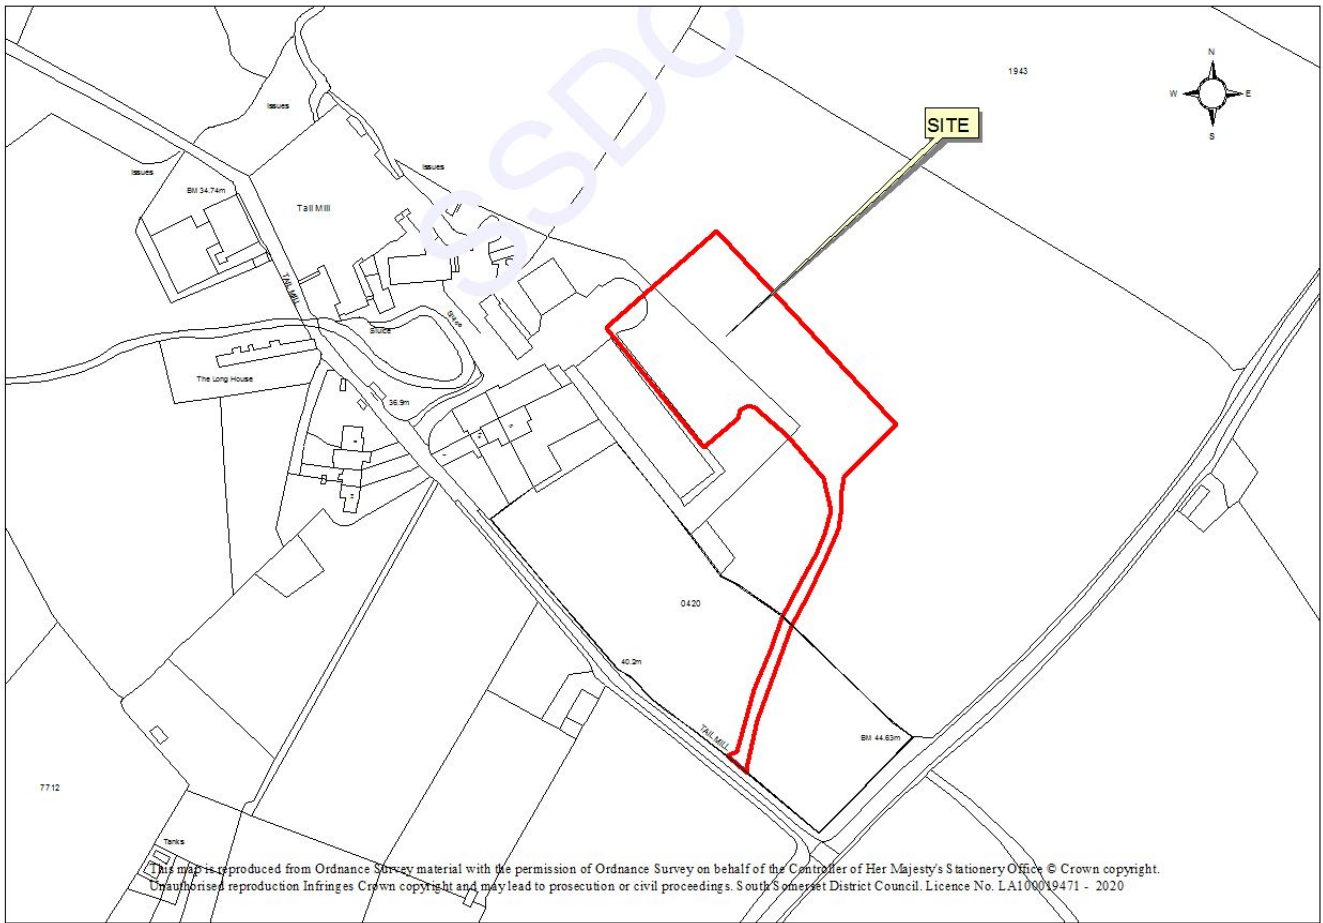 SSDC
1943
N
W
E
S
SITE
Issues
Issues
Issues
BM 34.74m
Tail Mill
TAIL MILL
Sluice
The Long House
36.9m
0420
40.2m
TAIL MILL
BM 44.63m
7712
Tanks
This map is reproduced from Ordnance Survey material with the permission of Ordnance Survey on behalf of the Controller of Her Majesty's Stationery Office © Crown copyright.
Unauthorised reproduction Infringes Crown copyright and may lead to prosecution or civil proceedings. South Somerset District Council. Licence No. LA100019471 - 2020